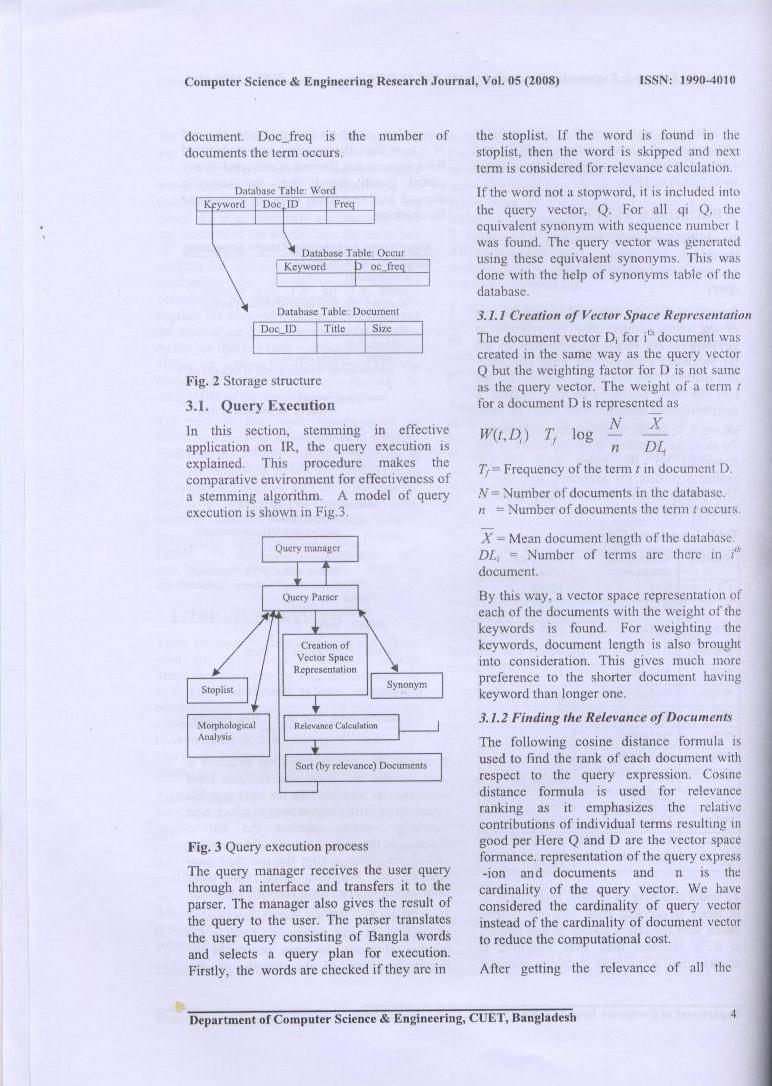 Computer Science & Engineering Research Journal, Vol. 05 (2008) ISSN: 1990-4010
document. Doc_freq is the number of
documents the term occurs.
Database Table: Word
Keyword Doc_ID Freq
Database Table: Occur
Keyword D oc_freq
Database Table: Document
Doc_ID Title Size
Fig. 2 Storage structure
3.1. Query Execution
In this section, stemming in effective
application on IR, the query execution is
explained. This procedure makes the
comparative environment for effectiveness of
a stemming algorithm. A model of query
execution is shown in Fig.3.
Query manager
Query Parser
Creation of
Vector Space
Representation
Stoplist
Synonym
Morphological
Analysis
Relevance Calculation
Sort (by relevance) Documents
Fig. 3 Query execution process
The query manager receives the user query
through an interface and transfers it to the
parser. The manager also gives the result of
the query to the user. The parser translates
the user query consisting of Bangla words
and selects a query plan for execution.
Firstly, the words are checked if they are in
the stoplist. If the word is found in the
stoplist, then the word is skipped and next
term is considered for relevance calculation.
If the word not a stopword, it is included into
the query vector, Q. For all qi Q, the
equivalent synonym with sequence number 1
was found. The query vector was generated
using these equivalent synonyms. This was
done with the help of synonyms table of the
database.
3.1.1 Creation of Vector Space Representation
The document vector Di for ith document was
created in the same way as the query vector
Q but the weighting factor for D is not same
as the query vector. The weight of a term t
for a document D is represented as
W(t,Di) Tf log N/n X̅/DLi
Tf = Frequency of the term t in document D.
N = Number of documents in the database.
n = Number of documents the term t occurs.
X̅ = Mean document length of the database.
DLi = Number of terms are there in ith
document.
By this way, a vector space representation of
each of the documents with the weight of the
keywords is found. For weighting the
keywords, document length is also brought
into consideration. This gives much more
preference to the shorter document having
keyword than longer one.
3.1.2 Finding the Relevance of Documents
The following cosine distance formula is
used to find the rank of each document with
respect to the query expression. Cosine
distance formula is used for relevance
ranking as it emphasizes the relative
contributions of individual terms resulting in
good per Here Q and D are the vector space
formance. representation of the query express
-ion and documents and n is the
cardinality of the query vector. We have
considered the cardinality of query vector
instead of the cardinality of document vector
to reduce the computational cost.
After getting the relevance of all the
Department of Computer Science & Engineering, CUET, Bangladesh 4